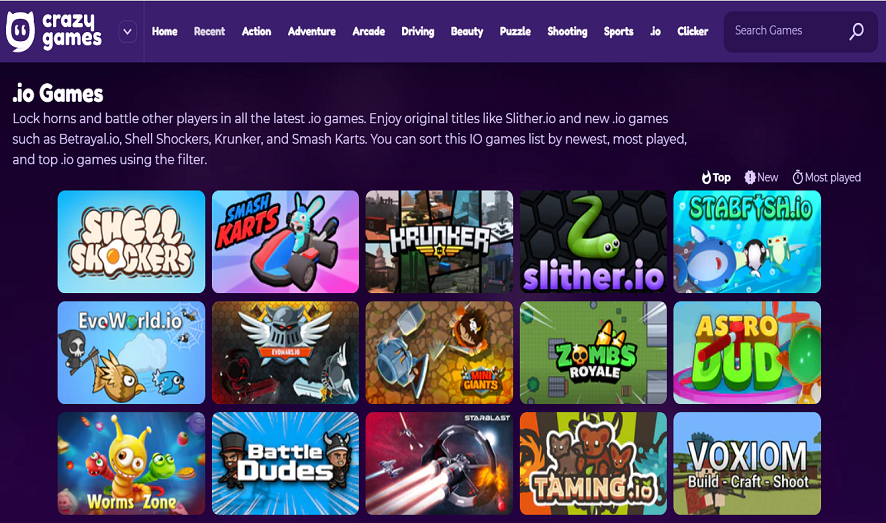 crazy games
Home Recent Action Adventure Arcade Driving Beauty Puzzle Shooting Sports .io Clicker Search Games
.io Games
Lock horns and battle other players in all the latest .io games. Enjoy original titles like Slither.io and new .io games
such as Betrayal.io, Shell Shockers, Krunker, and Smash Karts. You can sort this IO games list by newest, most played,
and top .io games using the filter.
Top New Most played
SHELL SHOCKERS
SMASH KARTS
KRUNKER
slither.io
STABFISH.io
EvoWorld.io
EVOWARS.IO
MINI GIANTS
ZOMBS ROYALE
ASTRO DUD
Worms Zone
Battle Dudes
STARBLAST
TAMING.io
VOXIOM
Build - Craft - Shoot